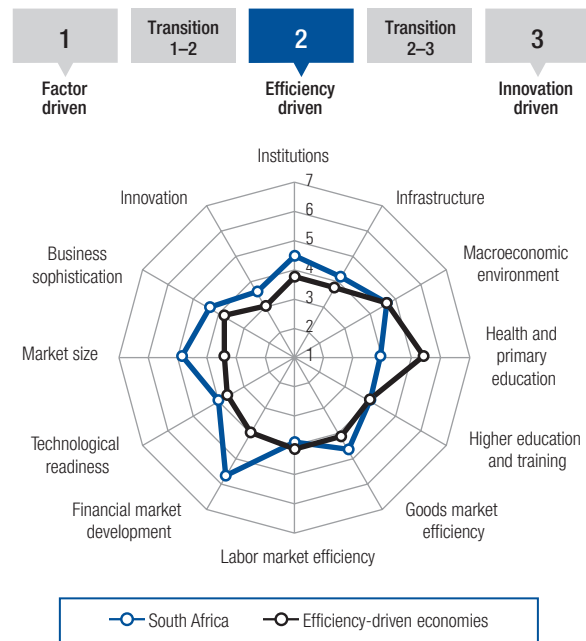 1
Transition
1–2
2
Transition
2–3
3
Factor
driven
Efficiency
driven
Innovation
driven
Institutions
Infrastructure
Macroeconomic
environment
Health and
primary
education
Higher education
and training
Goods market
efficiency
Labor market efficiency
Financial market
development
Technological
readiness
Market size
Business
sophistication
Innovation
7
6
5
4
3
2
1
South Africa
Efficiency-driven economies